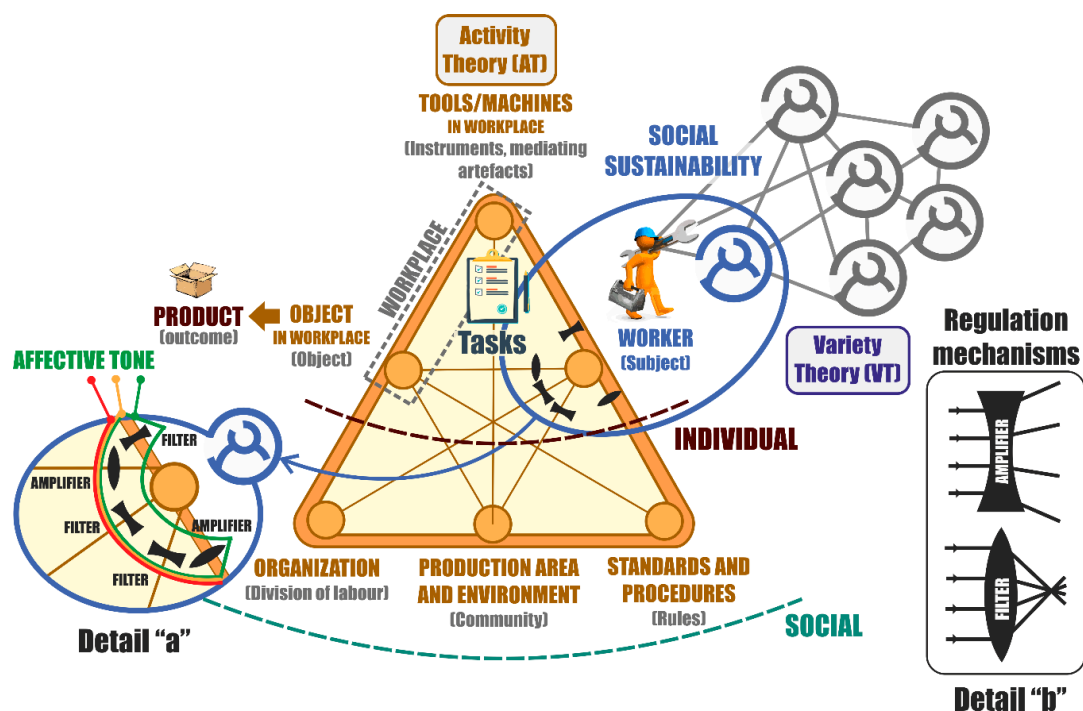 Activity
Theory (AT)
TOOLS/MACHINES
IN WORKPLACE
(Instruments, mediating
artefacts)
SOCIAL
SUSTAINABILITY
WORKPLACE
Tasks
WORKER
(Subject)
PRODUCT
(outcome)
OBJECT
IN WORKPLACE
(Object)
Variety
Theory (VT)
AFFECTIVE TONE
FILTER
AMPLIFIER
FILTER
AMPLIFIER
FILTER
Detail "a"
INDIVIDUAL
ORGANIZATION
(Division of labour)
PRODUCTION AREA
AND ENVIRONMENT
(Community)
STANDARDS AND
PROCEDURES
(Rules)
SOCIAL
Regulation
mechanisms
AMPLIFIER
FILTER
Detail "b"